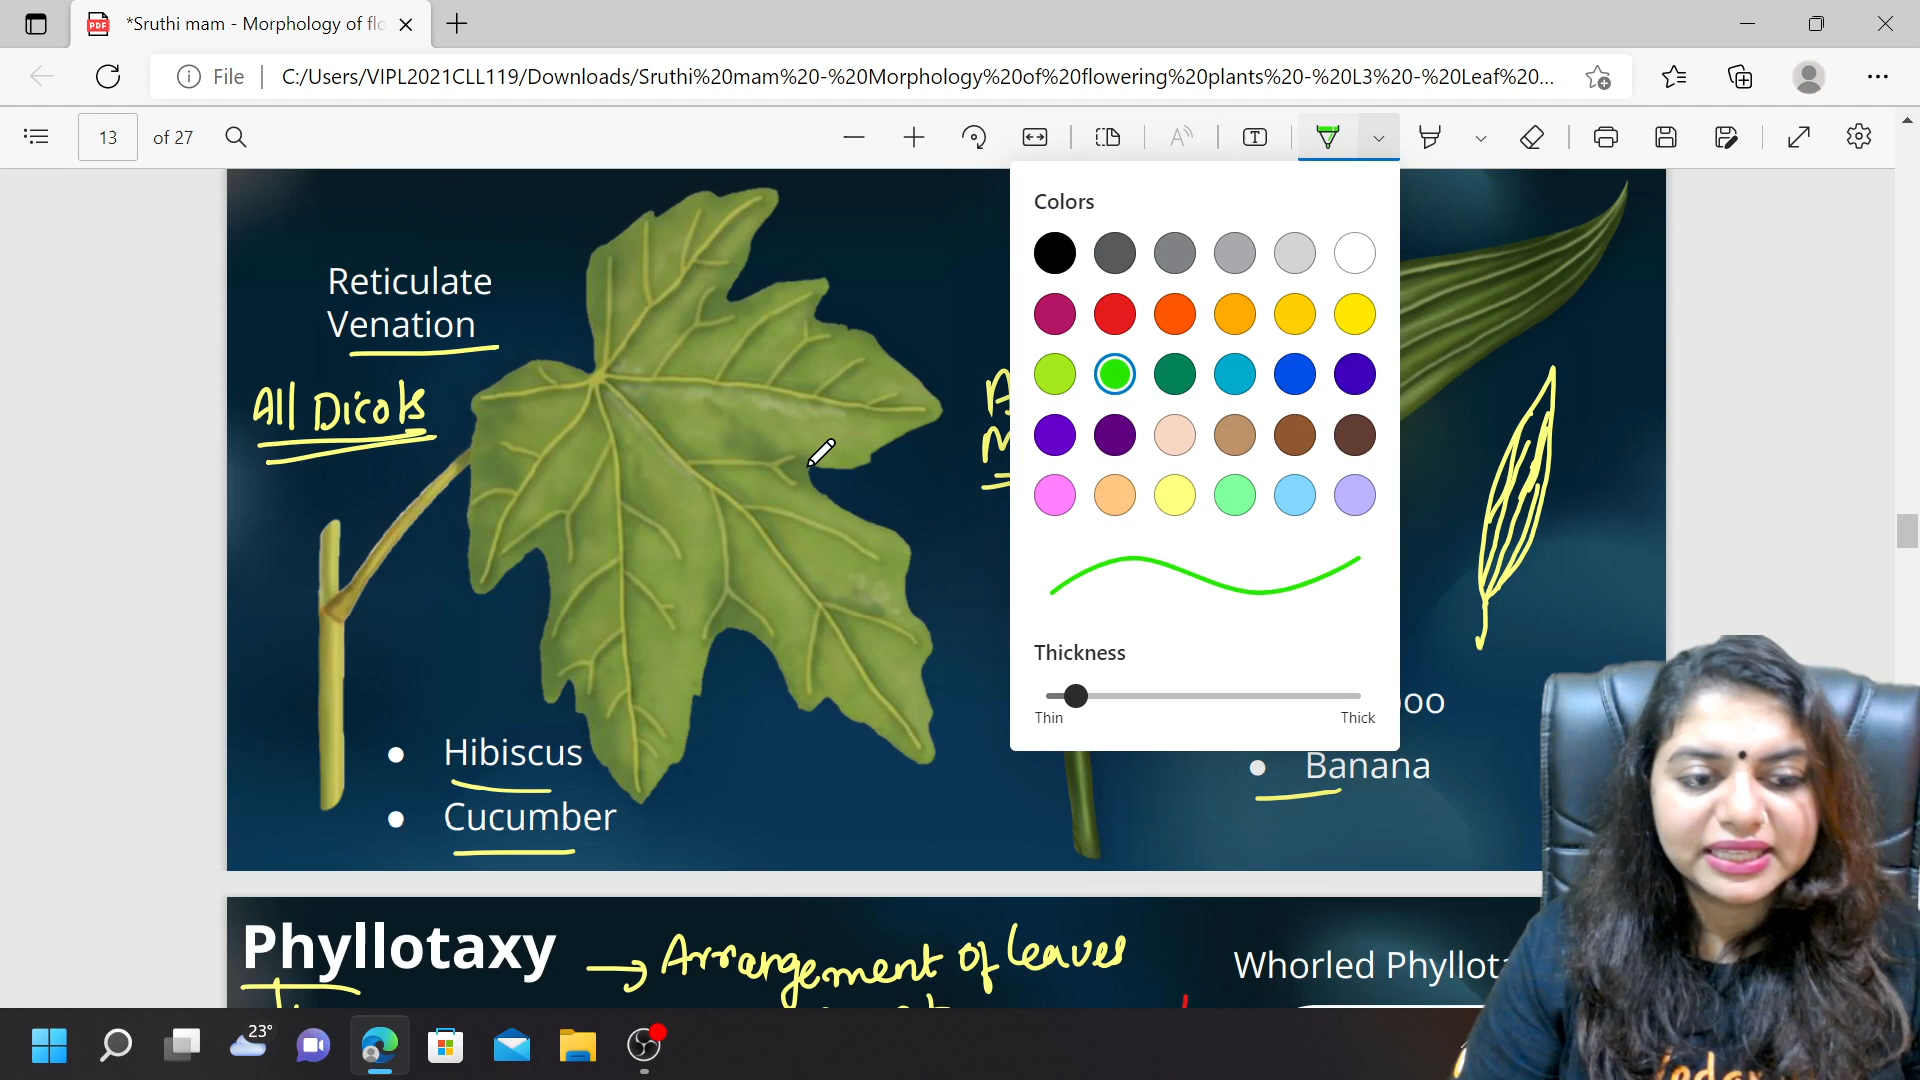 *Sruthi mam - Morphology of flo
File
C:/Users/VIPL2021CLL119/Downloads/Sruthi%20mam%20-%20Morphology%20of%20flowering%20plants%20-%20L3%20-%20Leaf%20...
13 of 27
Colors
Thickness
Thin
Thick
Reticulate
Venation
All Dicots
Hibiscus
Cucumber
Banana
Phyllotaxy
→ Arrangement of leaves
Whorled
23°